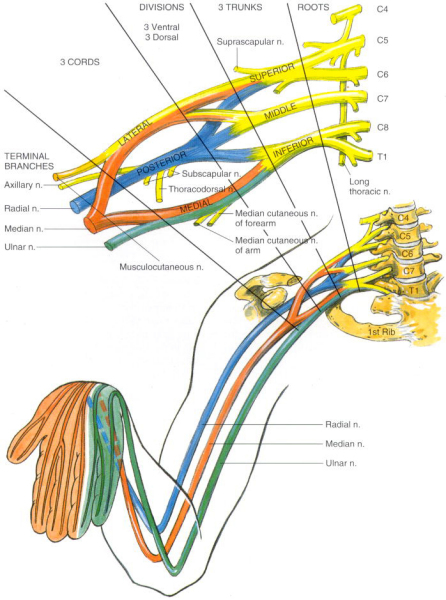 DIVISIONS
3 TRUNKS
ROOTS
C4
3 Ventral
3 Dorsal
Suprascapular n.
C5
3 CORDS
SUPERIOR
C6
C7
MIDDLE
LATERAL
C8
INFERIOR
POSTERIOR
T1
TERMINAL
BRANCHES
Subscapular n.
Axillary n.
Thoracodorsal n.
Long
thoracic n.
Radial n.
MEDIAL
Median cutaneous n.
of forearm
Median n.
C4
C5
Ulnar n.
Median cutaneous n.
of arm
C6
Musculocutaneous n.
C7
T1
1st Rib
Radial n.
Median n.
Ulnar n.